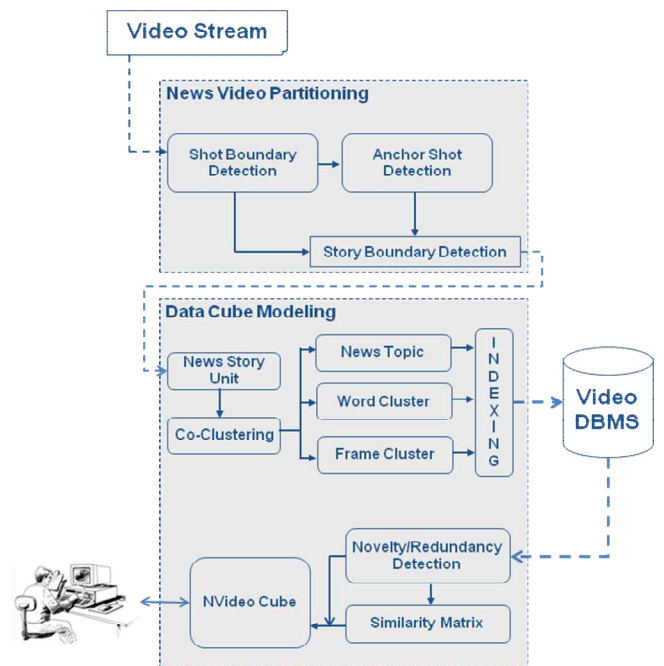 Video Stream
News Video Partitioning
Shot Boundary
Detection
Anchor Shot
Detection
Story Boundary Detection
Data Cube Modeling
News Story
Unit
Co-Clustering
News Topic
Word Cluster
Frame Cluster
INDEXING
Video
DBMS
Novelty/Redundancy
Detection
Similarity Matrix
NVideo Cube